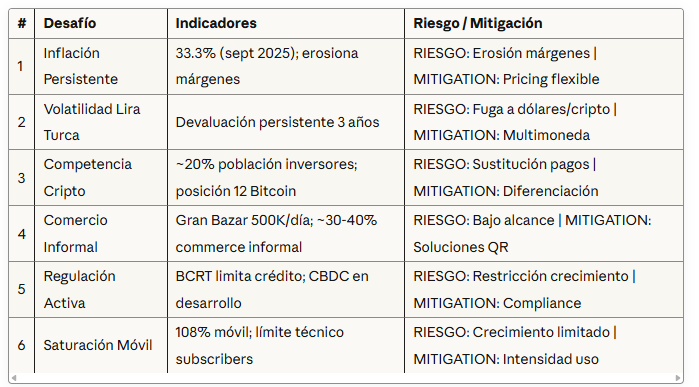 # Desafío Indicadores Riesgo / Mitigación
1 Inflación Persistente 33.3% (sept 2025); erosiona márgenes RIESGO: Erosión márgenes | MITIGATION: Pricing flexible
2 Volatilidad Lira Turca Devaluación persistente 3 años RIESGO: Fuga a dólares/cripto | MITIGATION: Multimoneda
3 Competencia Cripto ~20% población inversores; posición 12 Bitcoin RIESGO: Sustitución pagos | MITIGATION: Diferenciación
4 Comercio Informal Gran Bazar 500K/día; ~30-40% commerce informal RIESGO: Bajo alcance | MITIGATION: Soluciones QR
5 Regulación Activa BCRT limita crédito; CBDC en desarrollo RIESGO: Restricción crecimiento | MITIGATION: Compliance
6 Saturación Móvil 108% móvil; límite técnico subscribers RIESGO: Crecimiento limitado | MITIGATION: Intensidad uso